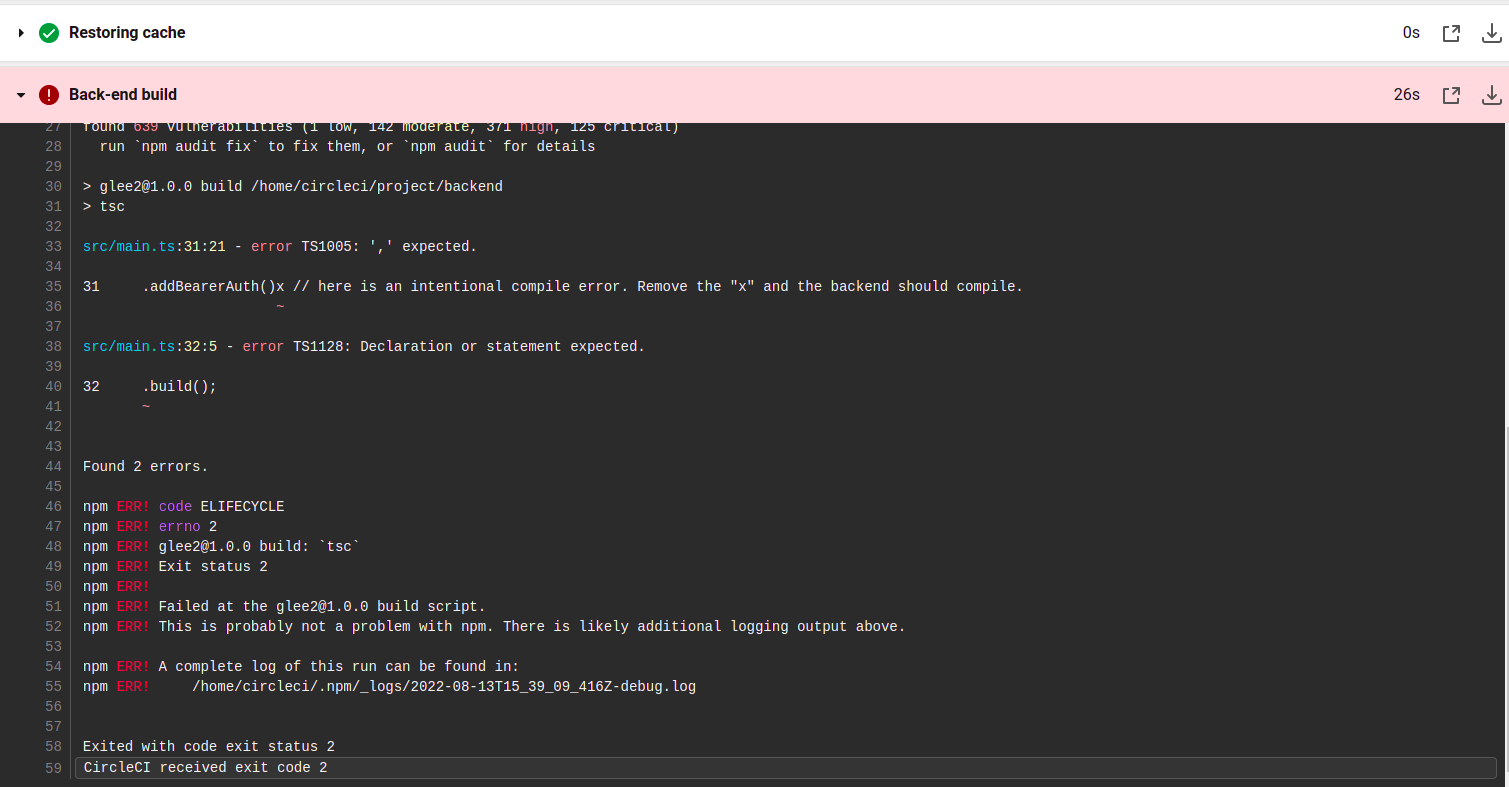 Restoring cache 0s
Back-end build 26s
27 found 639 vulnerabilities (1 low, 142 moderate, 371 high, 125 critical)
28 run `npm audit fix` to fix them, or `npm audit` for details
29
30 > glee2@1.0.0 build /home/circleci/project/backend
31 > tsc
32
33 src/main.ts:31:21 - error TS1005: ',' expected.
34
35 31     .addBearerAuth()x // here is an intentional compile error. Remove the "x" and the backend should compile.
36 ~
37
38 src/main.ts:32:5 - error TS1128: Declaration or statement expected.
39
40 32     .build();
41 ~
42
43
44 Found 2 errors.
45
46 npm ERR! code ELIFECYCLE
47 npm ERR! errno 2
48 npm ERR! glee2@1.0.0 build: `tsc`
49 npm ERR! Exit status 2
50 npm ERR!
51 npm ERR! Failed at the glee2@1.0.0 build script.
52 npm ERR! This is probably not a problem with npm. There is likely additional logging output above.
53
54 npm ERR! A complete log of this run can be found in:
55 npm ERR!     /home/circleci/.npm/_logs/2022-08-13T15_39_09_416Z-debug.log
56
57
58 Exited with code exit status 2
59 CircleCI received exit code 2